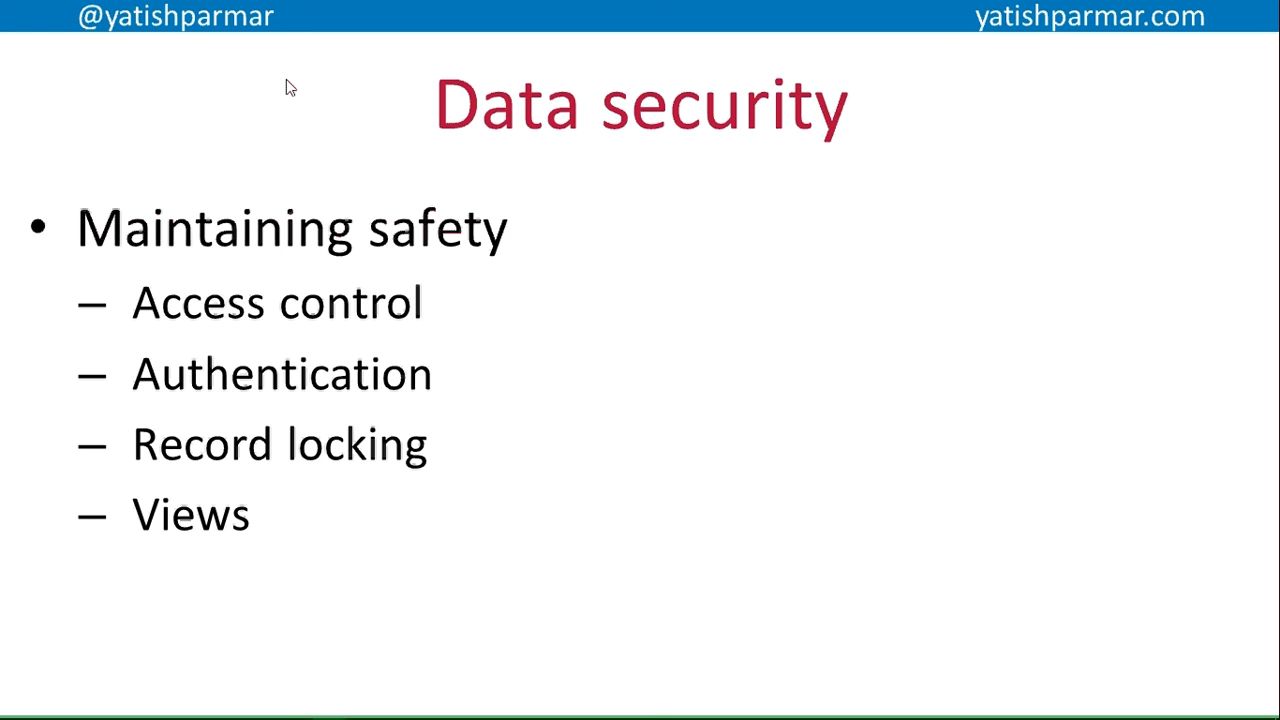 @yatishparmar yatishparmar.com
Data security
• Maintaining safety
– Access control
– Authentication
– Record locking
– Views